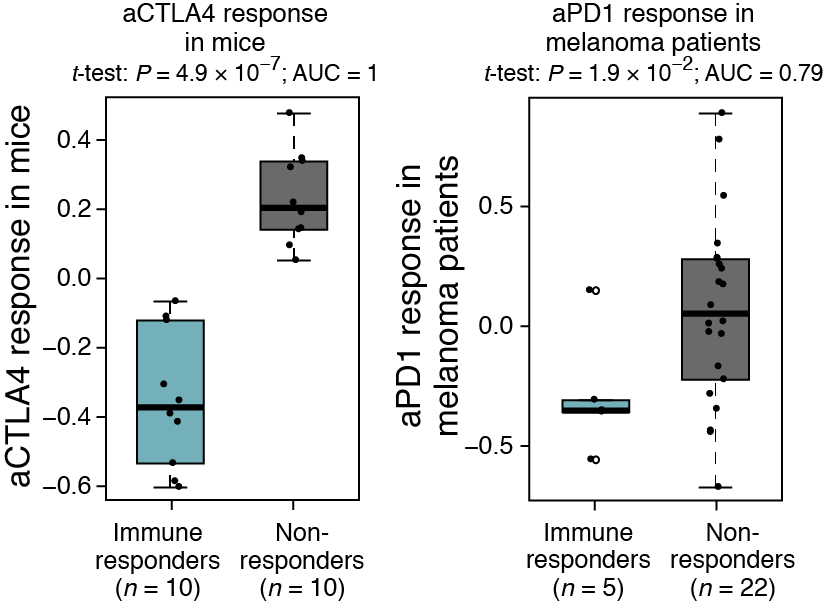 aCTLA4 response
in mice
t-test: P = 4.9 × 10⁻⁷; AUC = 1
aCTLA4 response in mice
0.4
0.2
0.0
−0.2
−0.4
−0.6
Immune
responders
(n = 10)
Non-
responders
(n = 10)
aPD1 response in
melanoma patients
t-test: P = 1.9 × 10⁻²; AUC = 0.79
aPD1 response in
melanoma patients
0.5
0.0
−0.5
Immune
responders
(n = 5)
Non-
responders
(n = 22)